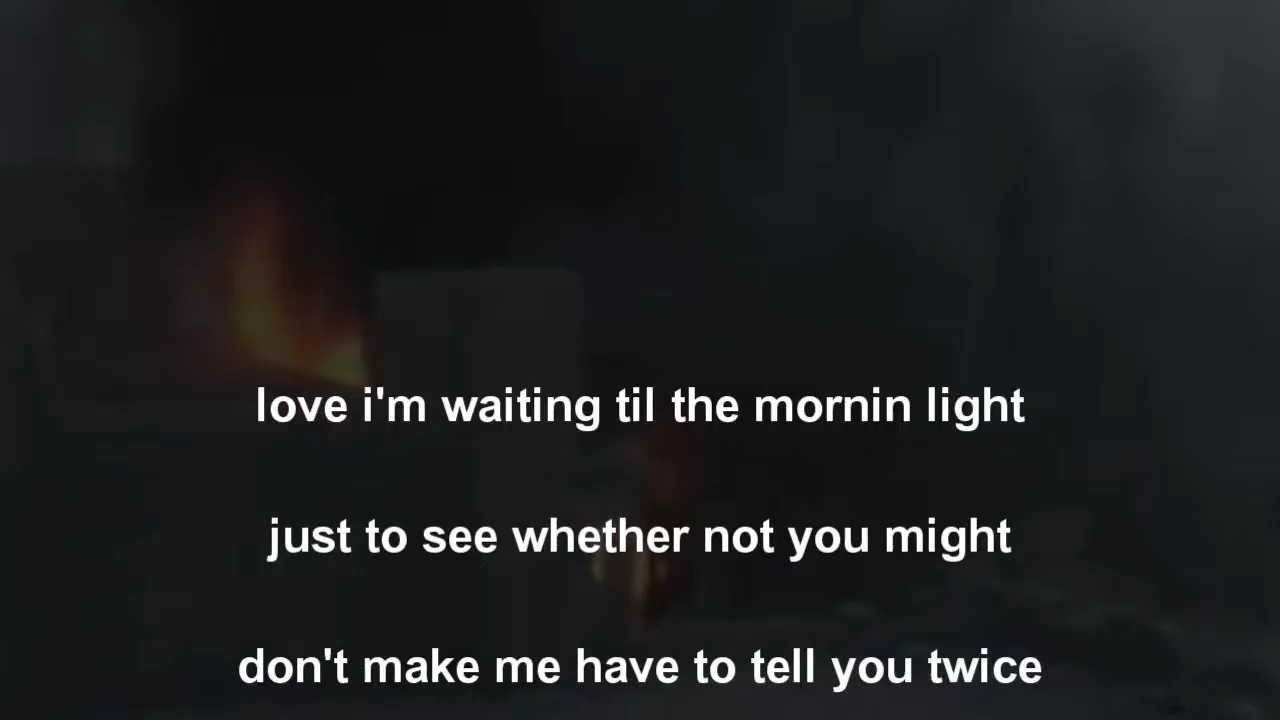 love i'm waiting til the mornin light
just to see whether not you might
don't make me have to tell you twice